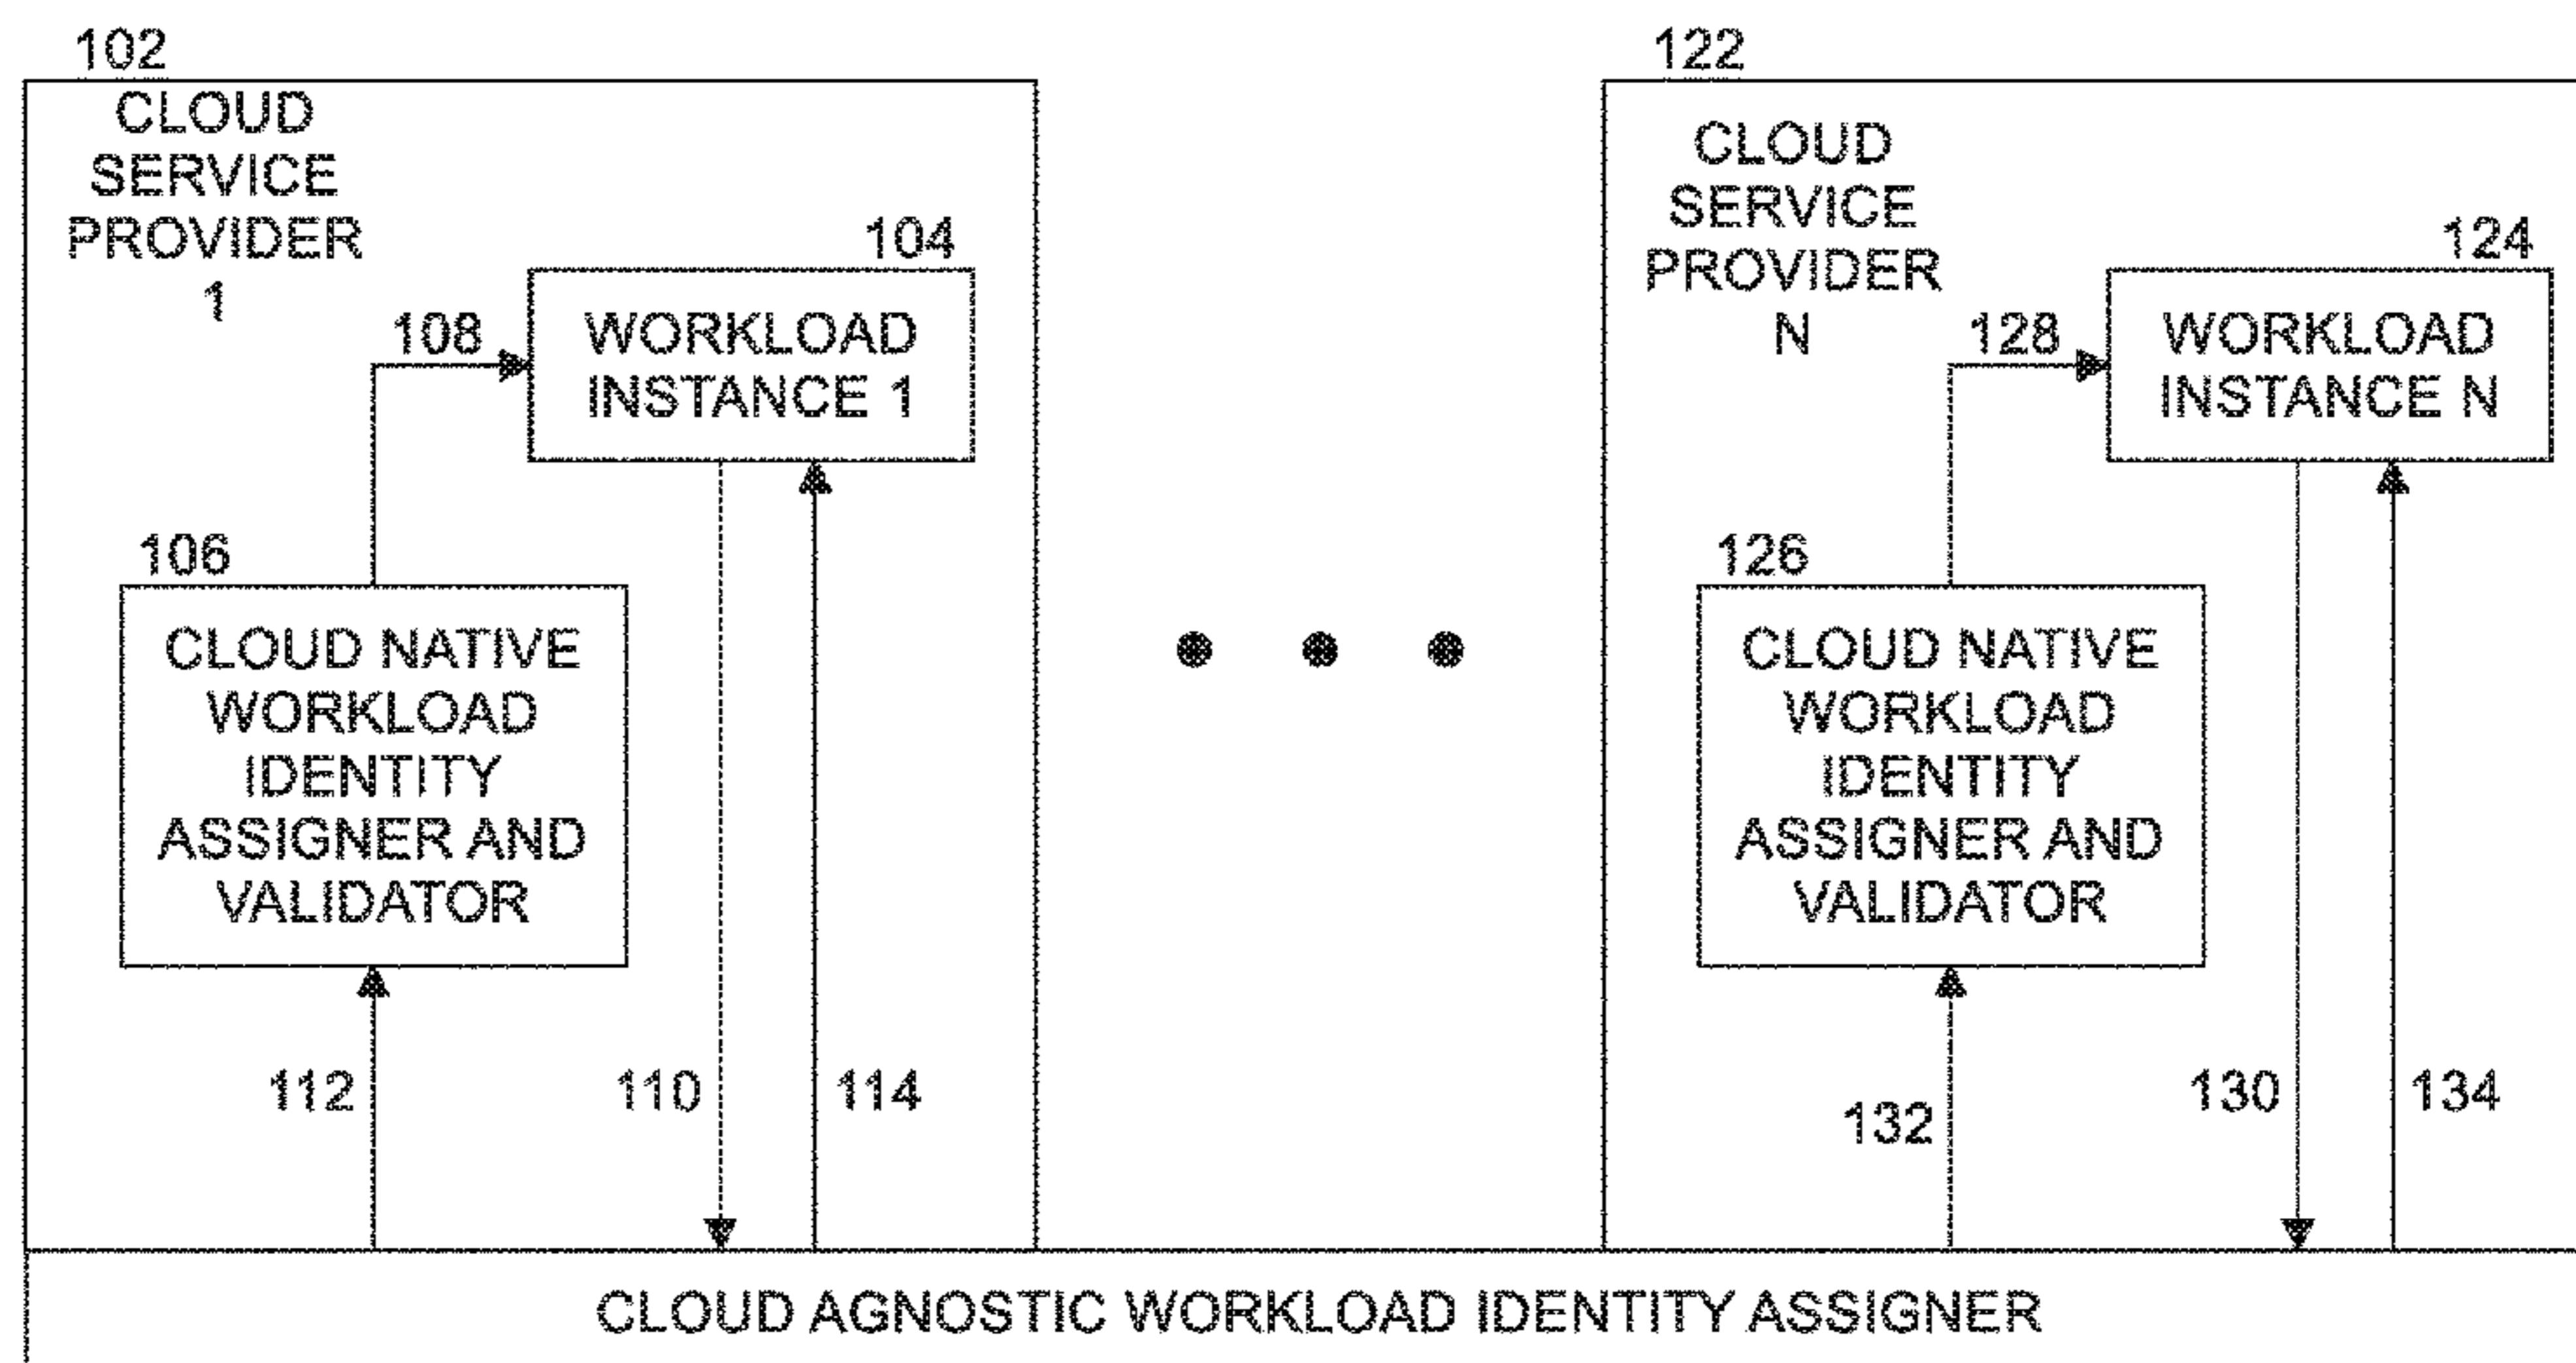 102
CLOUD
SERVICE
PROVIDER
1
104
WORKLOAD
INSTANCE 1
108
106
CLOUD NATIVE
WORKLOAD
IDENTITY
ASSIGNER AND
VALIDATOR
112
110
114
122
CLOUD
SERVICE
PROVIDER
N
124
WORKLOAD
INSTANCE N
128
126
CLOUD NATIVE
WORKLOAD
IDENTITY
ASSIGNER AND
VALIDATOR
132
130
134
CLOUD AGNOSTIC WORKLOAD IDENTITY ASSIGNER